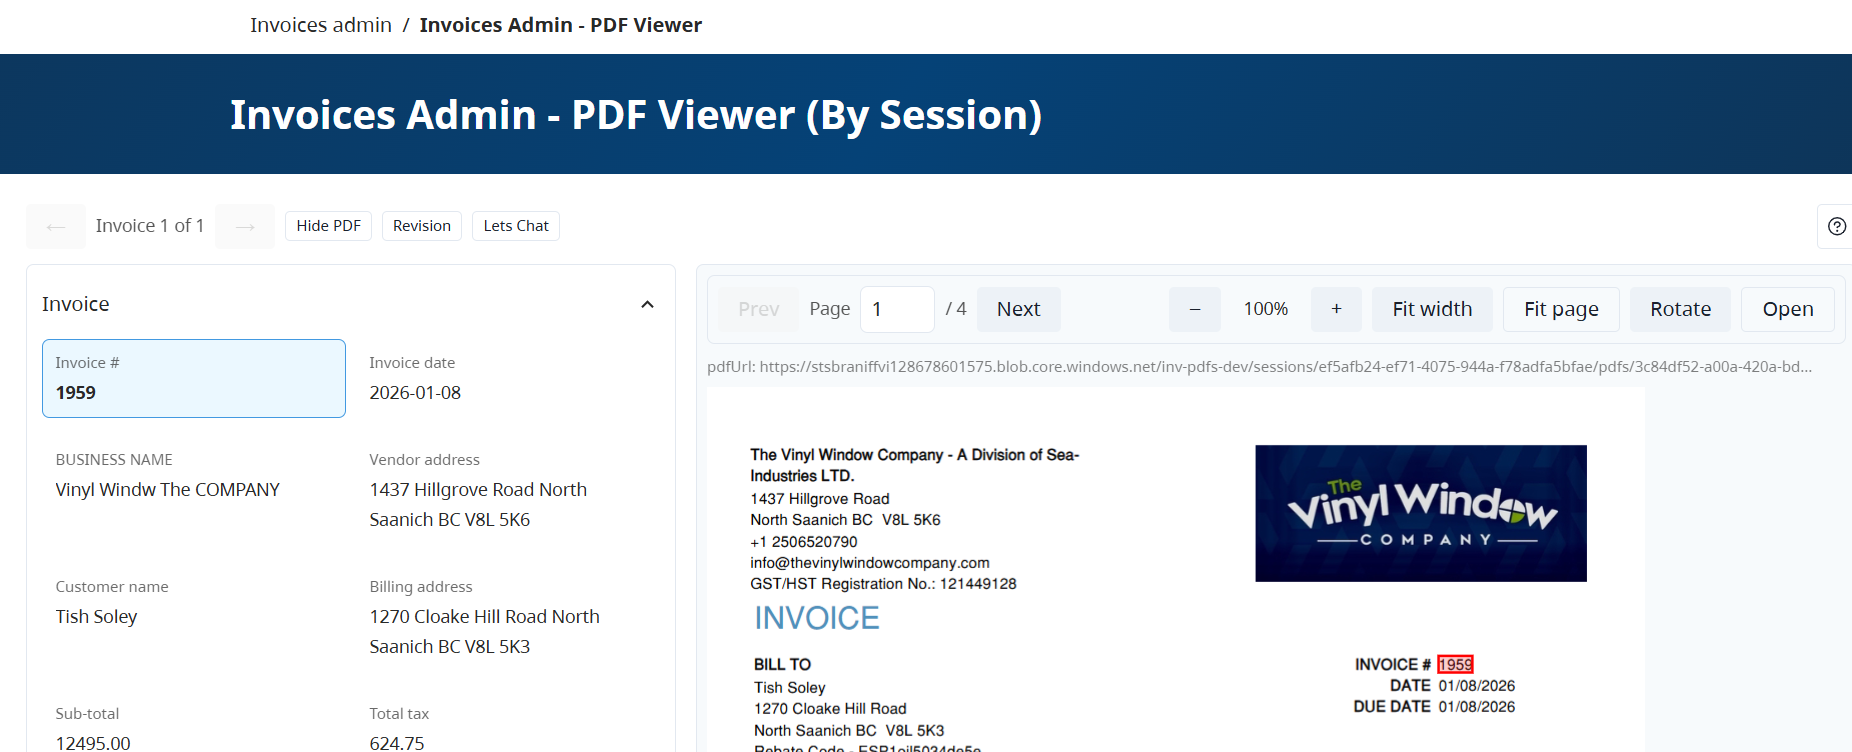 Invoices admin / Invoices Admin - PDF Viewer
Invoices Admin - PDF Viewer (By Session)
← Invoice 1 of 1 → Hide PDF Revision Lets Chat
Invoice
Invoice #
1959
Invoice date
2026-01-08
BUSINESS NAME
Vinyl Windw The COMPANY
Vendor address
1437 Hillgrove Road North
Saanich BC V8L 5K6
Customer name
Tish Soley
Billing address
1270 Cloake Hill Road North
Saanich BC V8L 5K3
Sub-total
12495.00
Total tax
624.75
Prev Page 1 / 4 Next − 100% + Fit width Fit page Rotate Open
pdfUrl: https://stsbraniffvi128678601575.blob.core.windows.net/inv-pdfs-dev/sessions/ef5afb24-ef71-4075-944a-f78adfa5bfae/pdfs/3c84df52-a00a-420a-bd...
The Vinyl Window Company - A Division of Sea-
Industries LTD.
1437 Hillgrove Road
North Saanich BC V8L 5K6
+1 2506520790
info@thevinylwindowcompany.com
GST/HST Registration No.: 121449128
The
Vinyl Window
COMPANY
INVOICE
BILL TO
Tish Soley
1270 Cloake Hill Road
North Saanich BC V8L 5K3
Rebate Code -
INVOICE # 1959
DATE 01/08/2026
DUE DATE 01/08/2026